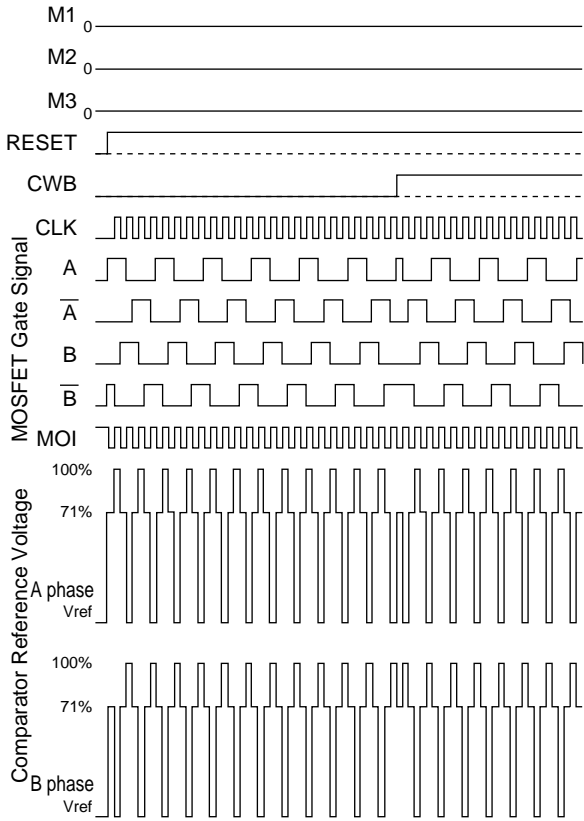 M1 0
M2 0
M3 0
RESET
CWB
MOSFET Gate Signal
CLK
A
A̅
B
B̅
MOI
Comparator Reference Voltage
100%
71%
A phase
Vref
100%
71%
B phase
Vref